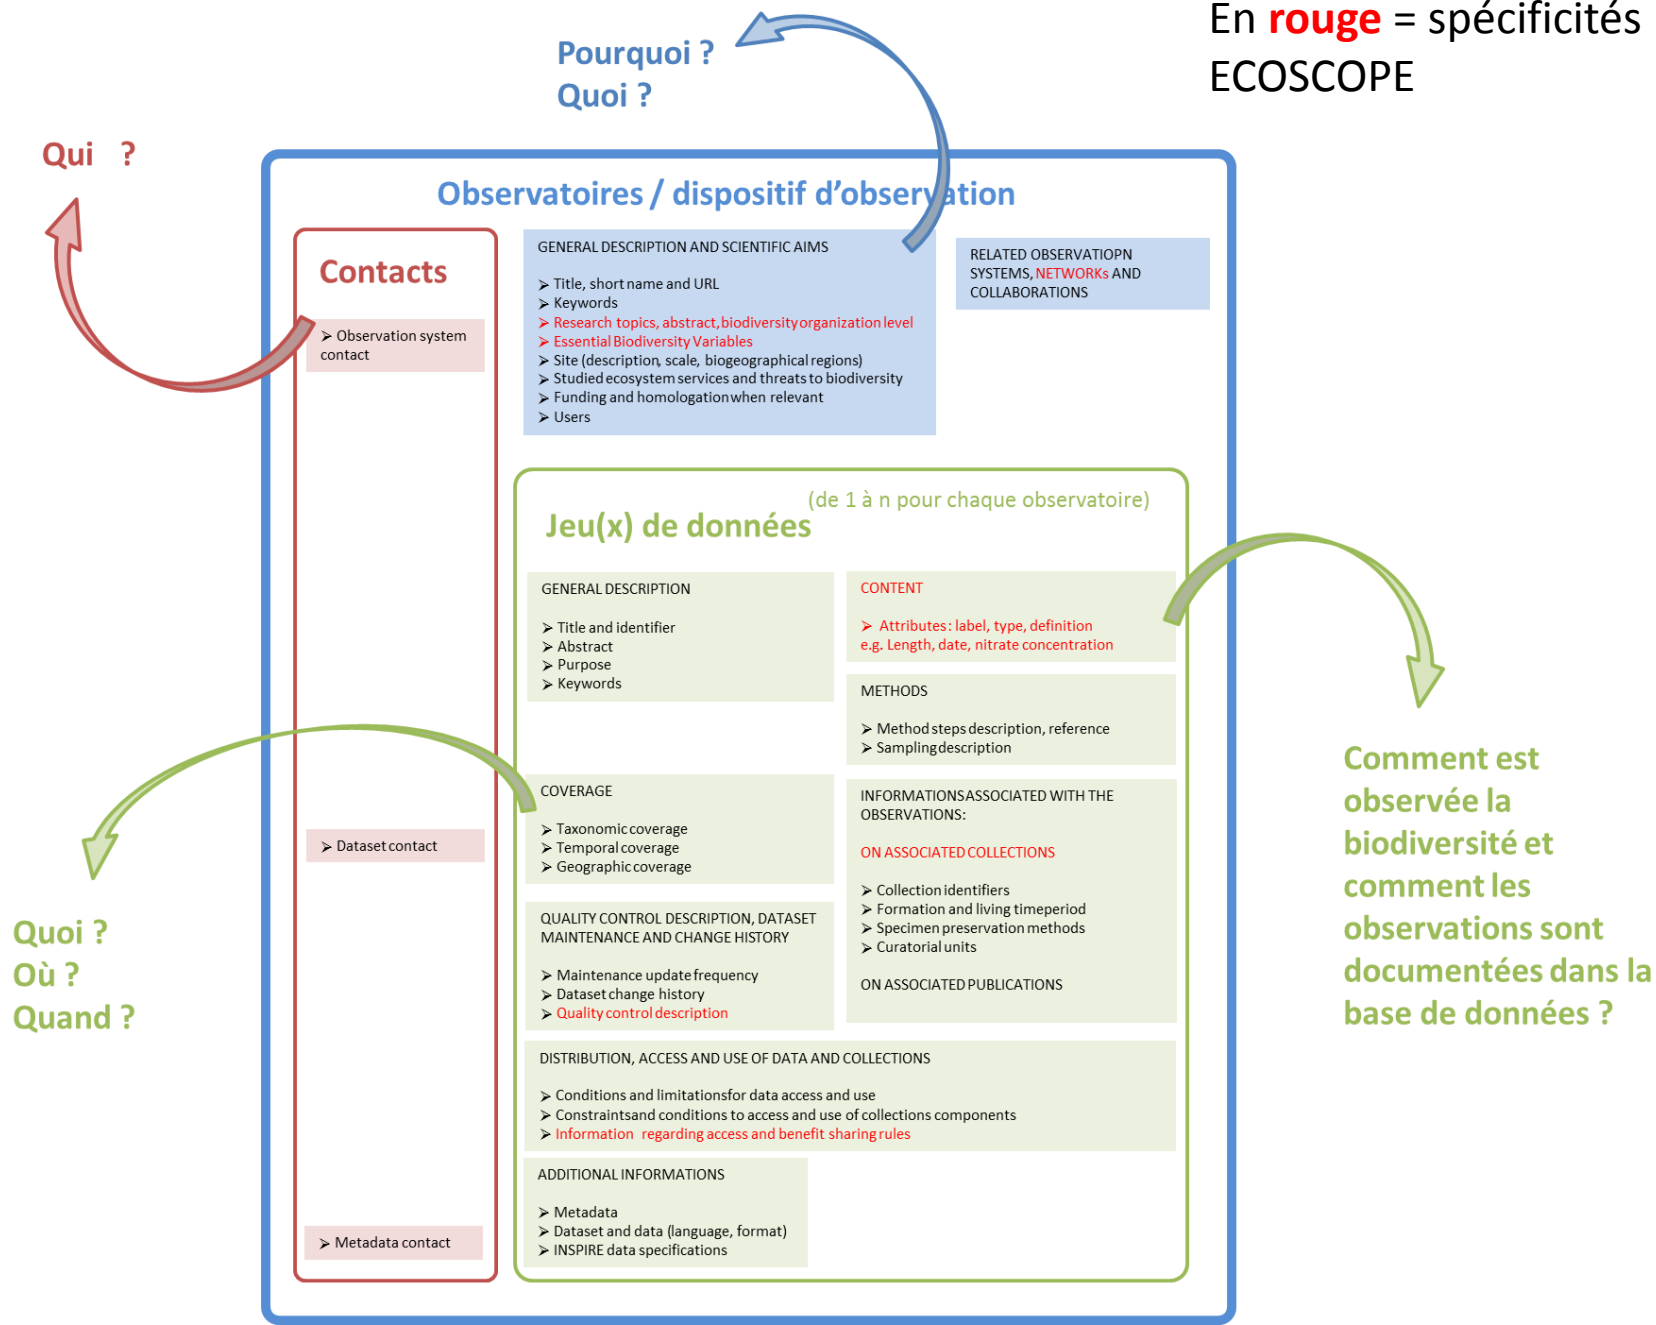 En rouge = spécificités
ECOSCOPE
Pourquoi ?
Quoi ?
Qui ?
Observatoires / dispositif d’observation
Contacts
➢ Observation system
contact
➢ Dataset contact
➢ Metadata contact
GENERAL DESCRIPTION AND SCIENTIFIC AIMS
➢ Title, short name and URL
➢ Keywords
➢ Research topics, abstract, biodiversity organization level
➢ Essential Biodiversity Variables
➢ Site (description, scale, biogeographical regions)
➢ Studied ecosystem services and threats to biodiversity
➢ Funding and homologation when relevant
➢ Users
RELATED OBSERVATIOPN
SYSTEMS, NETWORKs AND
COLLABORATIONS
(de 1 à n pour chaque observatoire)
Jeu(x) de données
GENERAL DESCRIPTION
➢ Title and identifier
➢ Abstract
➢ Purpose
➢ Keywords
CONTENT
➢ Attributes: label, type, definition
e.g. Length, date, nitrate concentration
METHODS
➢ Method steps description, reference
➢ Sampling description
COVERAGE
➢ Taxonomic coverage
➢ Temporal coverage
➢ Geographic coverage
INFORMATIONS ASSOCIATED WITH THE
OBSERVATIONS:
ON ASSOCIATED COLLECTIONS
➢ Collection identifiers
➢ Formation and living timeperiod
➢ Specimen preservation methods
➢ Curatorial units
ON ASSOCIATED PUBLICATIONS
QUALITY CONTROL DESCRIPTION, DATASET
MAINTENANCE AND CHANGE HISTORY
➢ Maintenance update frequency
➢ Dataset change history
➢ Quality control description
DISTRIBUTION, ACCESS AND USE OF DATA AND COLLECTIONS
➢ Conditions and limitationsfor data access and use
➢ Constraintsand conditions to access and use of collections components
➢ Information regarding access and benefit sharing rules
ADDITIONAL INFORMATIONS
➢ Metadata
➢ Dataset and data (language, format)
➢ INSPIRE data specifications
Quoi ?
Où ?
Quand ?
Comment est
observée la
biodiversité et
comment les
observations sont
documentées dans la
base de données ?